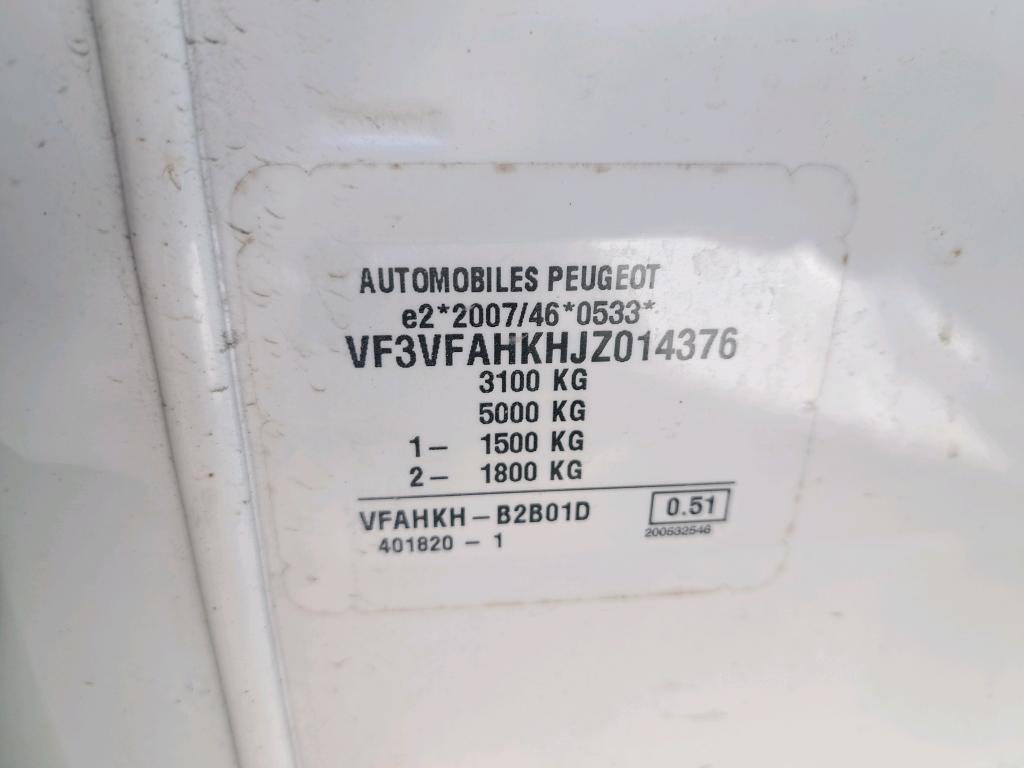 AUTOMOBILES PEUGEOT
e2*2007/46*0533*
VF3VFAHKHJZ014376
3100 KG
5000 KG
1- 1500 KG
2- 1800 KG
VFAHKH-B2B01D 0.51
401820-1 200532546